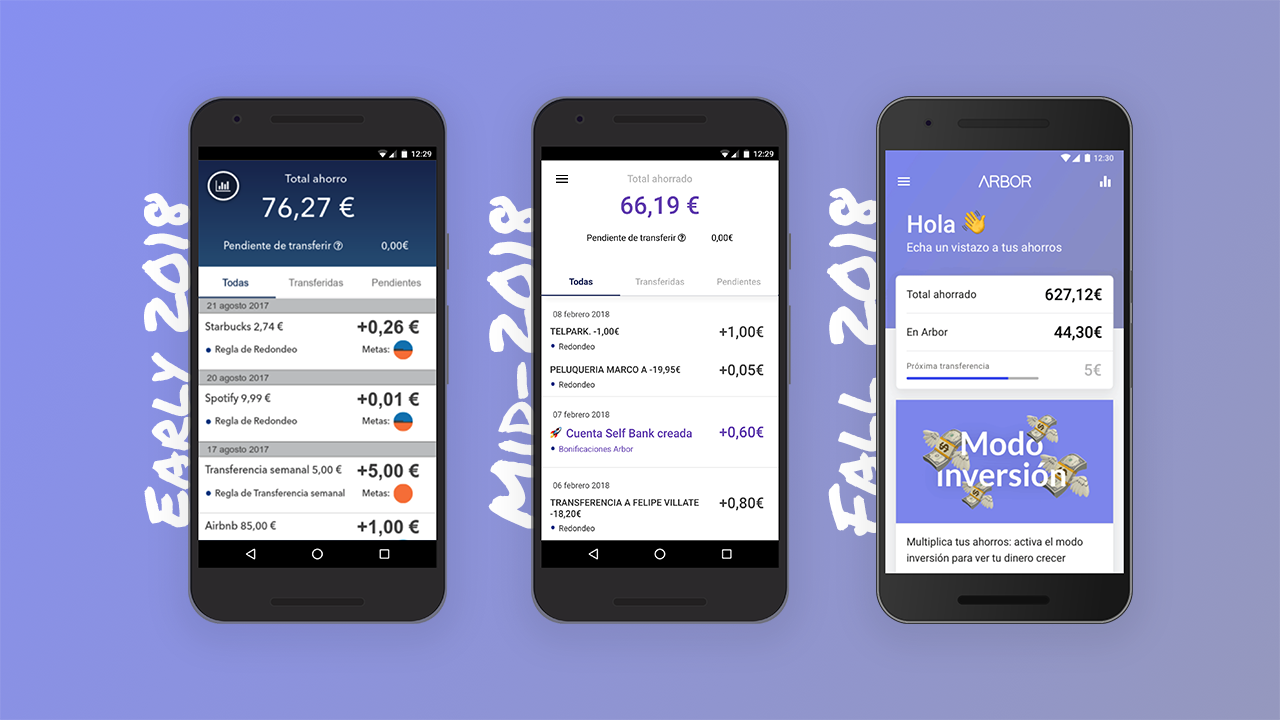 EARLY 2018
12:29
Total ahorro
76,27 €
Pendiente de transferir ? 0,00€
Todas Transferidas Pendientes
21 agosto 2017
Starbucks 2,74 € +0,26 €
Regla de Redondeo Metas:
20 agosto 2017
Spotify 9,99 € +0,01 €
Regla de Redondeo Metas:
17 agosto 2017
Transferencia semanal 5,00 € +5,00 €
Regla de Transferencia semanal Metas:
Airbnb 85,00 € +1,00 €
MID-2018
12:29
Total ahorrado
66,19 €
Pendiente de transferir ? 0,00€
Todas Transferidas Pendientes
08 febrero 2018
TELPARK. -1,00€ +1,00€
Redondeo
PELUQUERIA MARCO A -19,95€ +0,05€
Redondeo
07 febrero 2018
🚀 Cuenta Self Bank creada +0,60€
Bonificaciones Arbor
06 febrero 2018
TRANSFERENCIA A FELIPE VILLATE +0,80€
-18,20€
Redondeo
FALL 2018
12:30
ARBOR
Hola 👋
Echa un vistazo a tus ahorros
Total ahorrado 627,12€
En Arbor 44,30€
Próxima transferencia 5€
Modo
inversión
Multiplica tus ahorros: activa el modo
inversión para ver tu dinero crecer